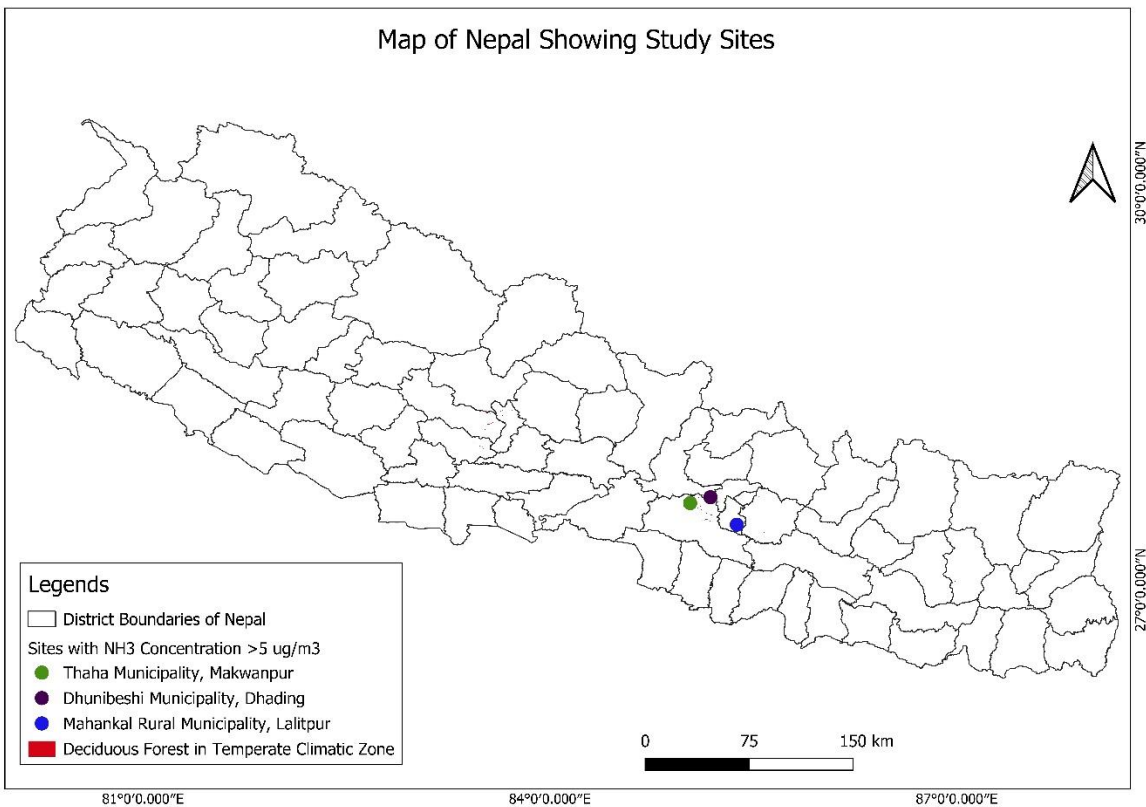 Map of Nepal Showing Study Sites
30°0'0.000"N
27°0'0.000"N
Legends
District Boundaries of Nepal
Sites with NH3 Concentration >5 ug/m3
Thaha Municipality, Makwanpur
Dhunibeshi Municipality, Dhading
Mahankal Rural Municipality, Lalitpur
Deciduous Forest in Temperate Climatic Zone
0 75 150 km
81°0'0.000"E 84°0'0.000"E 87°0'0.000"E